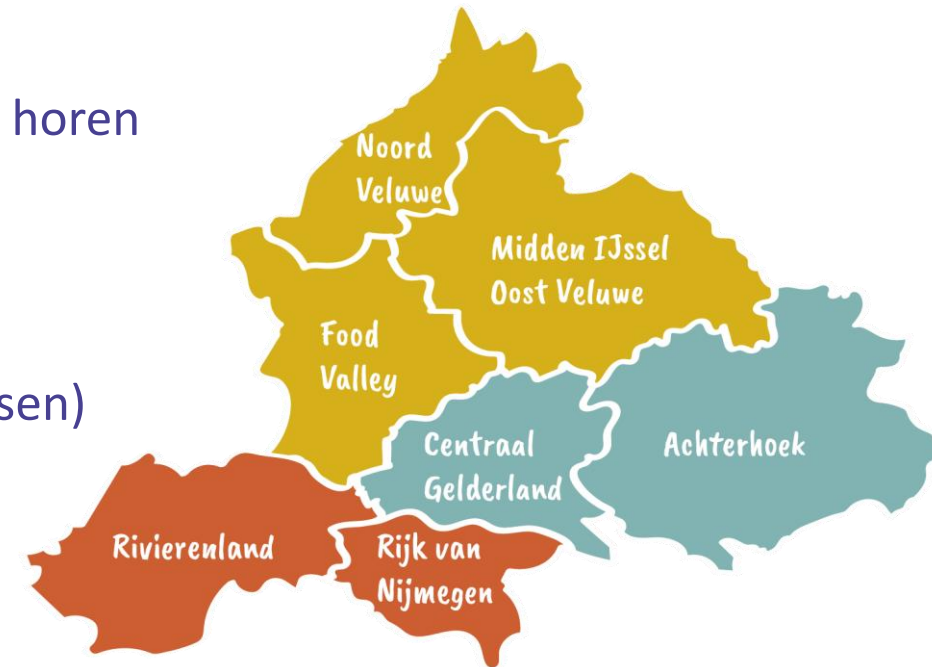 horen
Noord
Veluwe
Midden IJssel
Oost Veluwe
Food
Valley
sen)
Centraal
Gelderland
Achterhoek
Rivierenland
Rijk van
Nijmegen